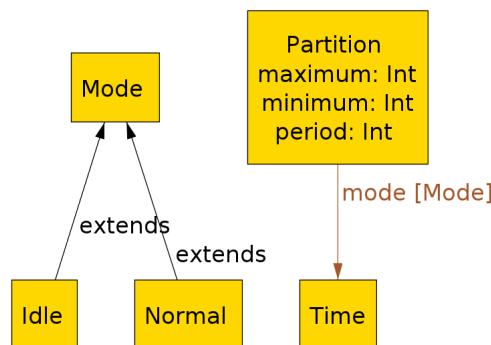 Mode
Partition
maximum: Int
minimum: Int
period: Int
mode [Mode]
extends
extends
Idle
Normal
Time